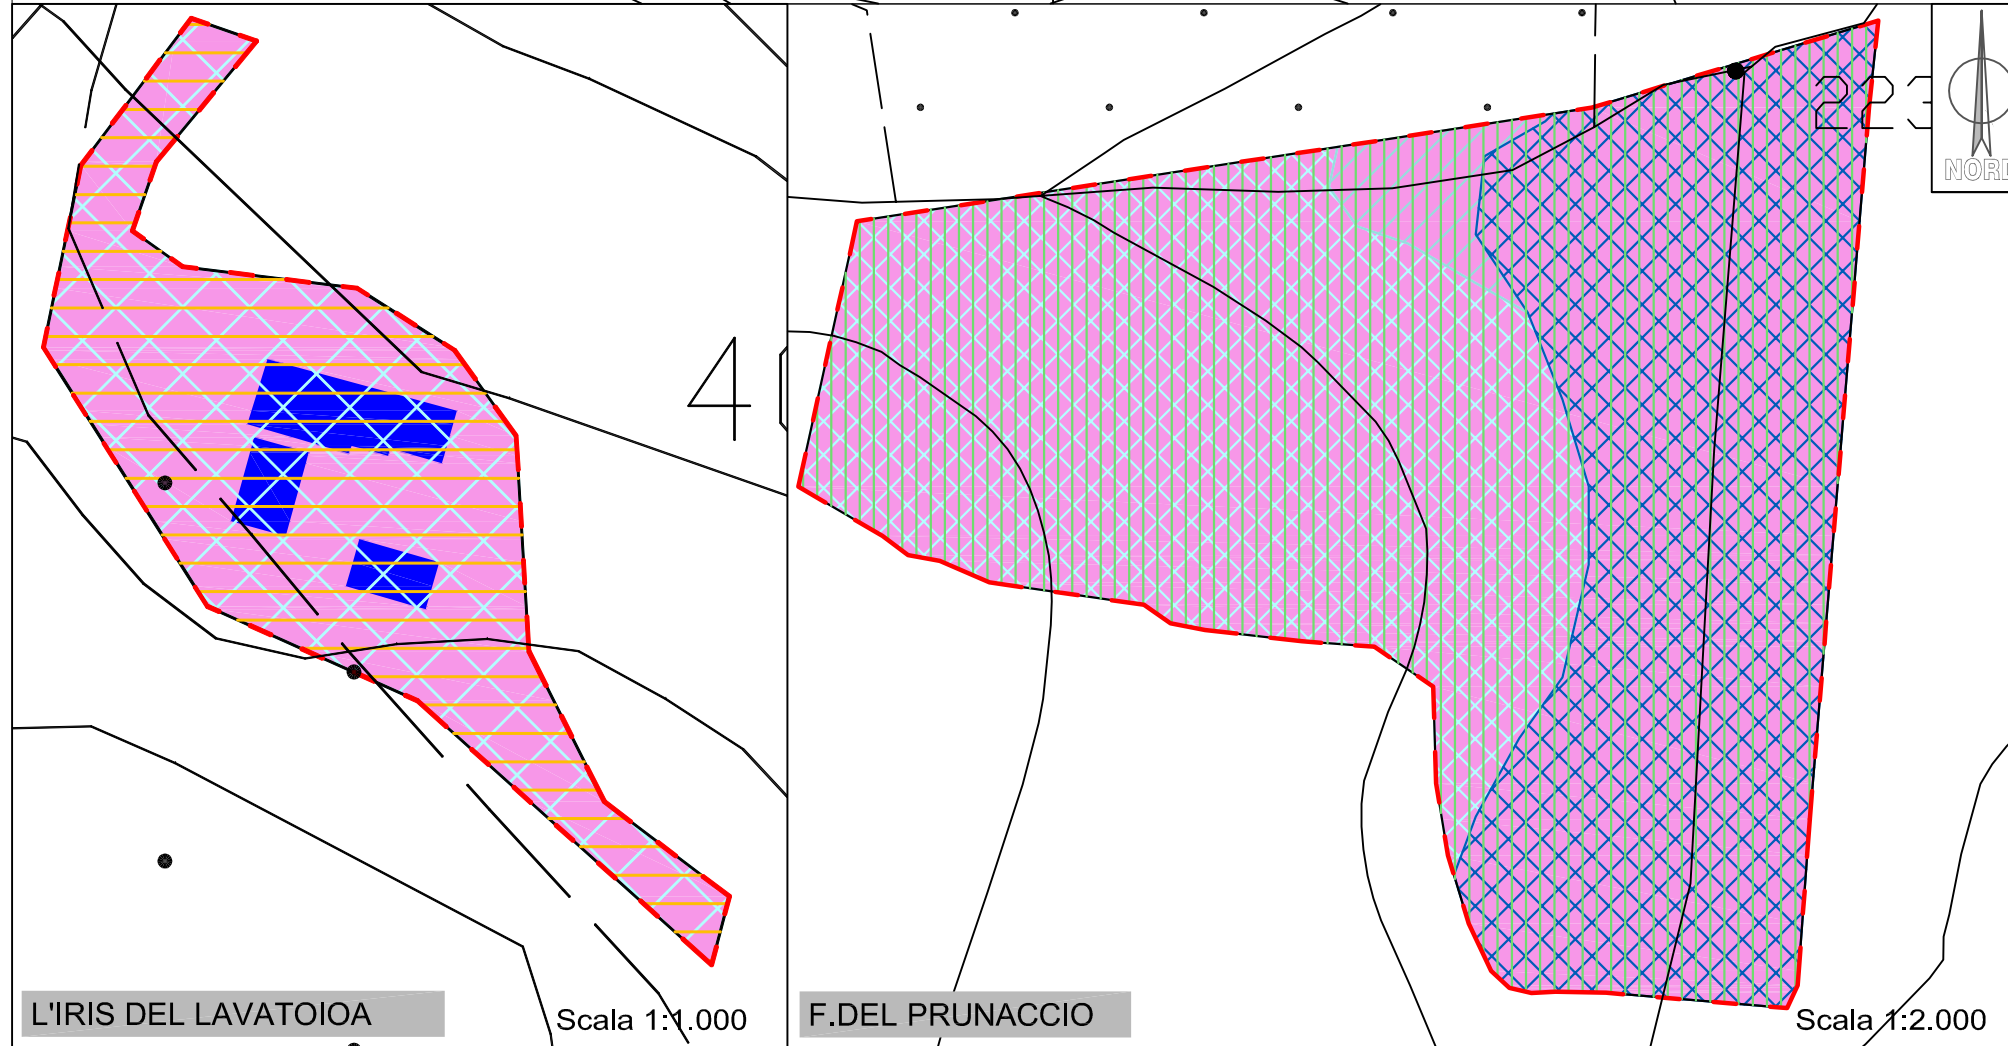 L'IRIS DEL LAVATOIOA
Scala 1:1.000
F.DEL PRUNACCIO
Scala 1:2.000
NORD